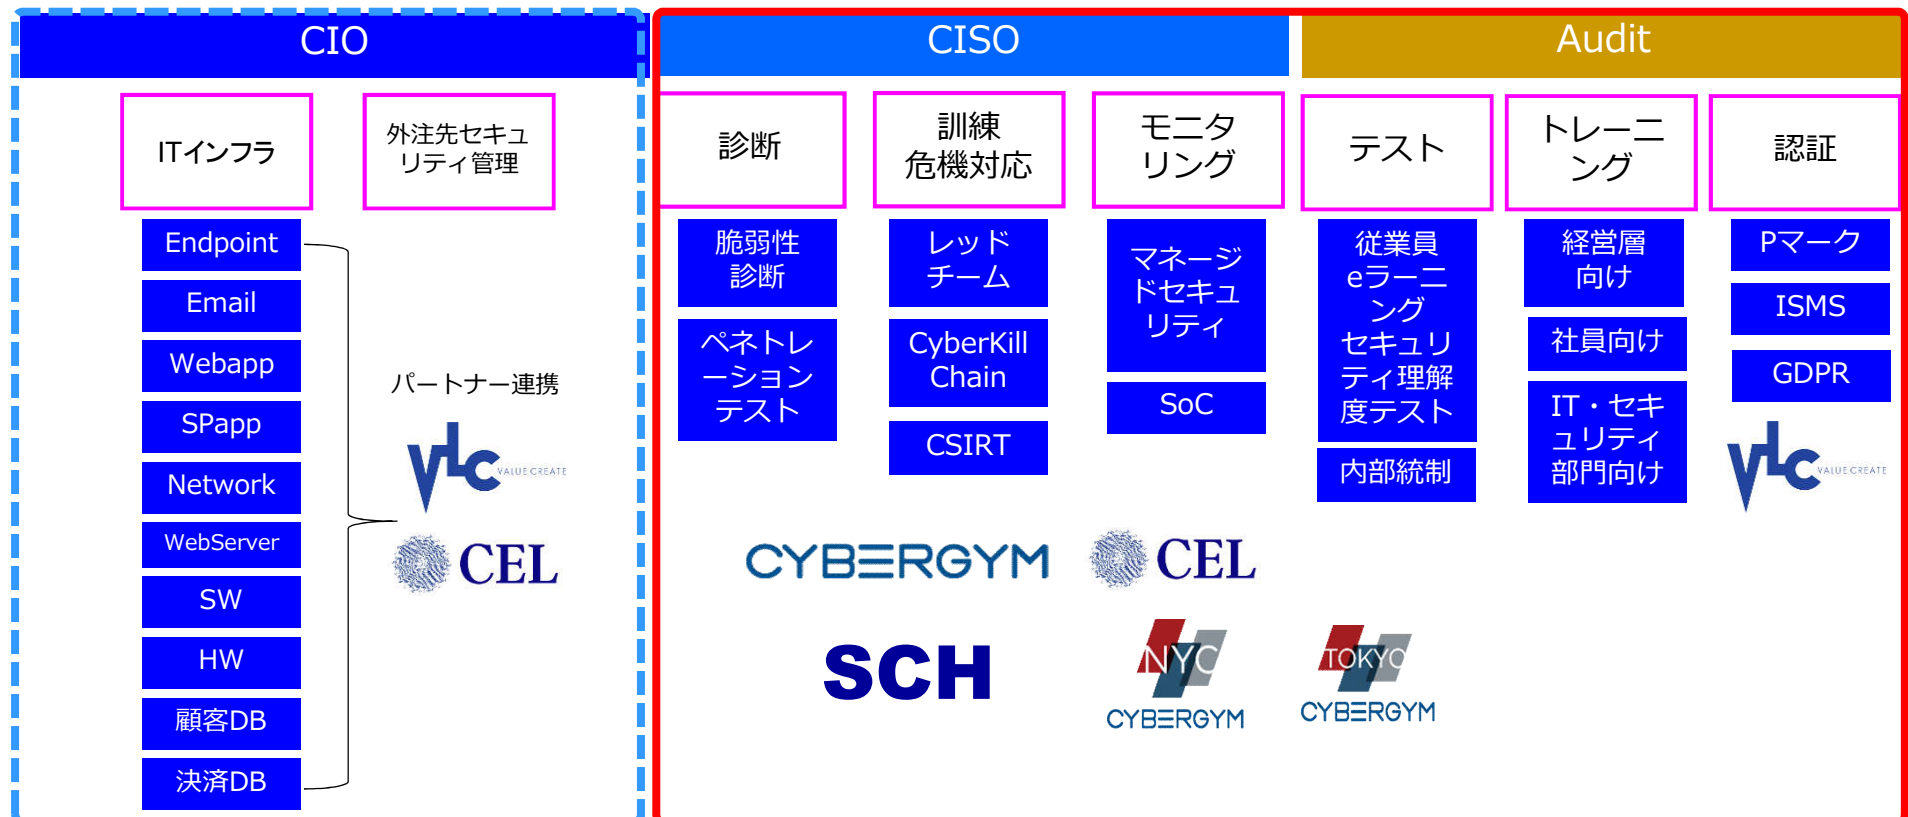 CIO
CISO
Audit
ITインフラ
外注先セキュ
リティ管理
診断
訓練
危機対応
モニタ
リング
テスト
トレーニ
ング
認証
Endpoint
Email
Webapp
SPapp
Network
WebServer
SW
HW
顧客DB
決済DB
パートナー連携
VLC VALUE CREATE
CEL
脆弱性
診断
ペネトレ
ーション
テスト
レッド
チーム
CyberKill
Chain
CSIRT
マネージ
ドセキュ
リティ
SoC
従業員
eラーニ
ング
セキュリ
ティ理解
度テスト
内部統制
経営層
向け
社員向け
IT・セキ
ュリティ
部門向け
Pマーク
ISMS
GDPR
VLC VALUE CREATE
CYBERGYM
CEL
SCH
NYC
CYBERGYM
TOKYO
CYBERGYM